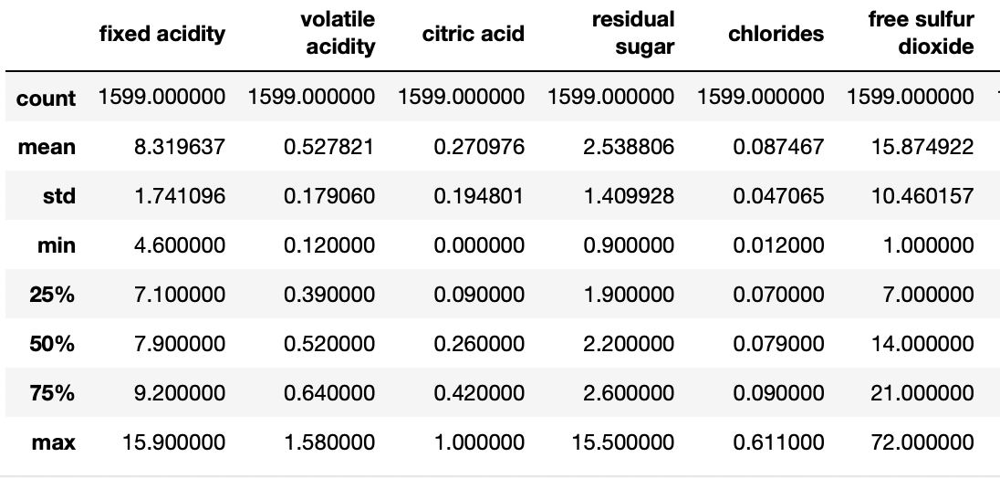 fixed acidity volatile acidity citric acid residual sugar chlorides free sulfur dioxide
count 1599.000000 1599.000000 1599.000000 1599.000000 1599.000000 1599.000000
mean 8.319637 0.527821 0.270976 2.538806 0.087467 15.874922
std 1.741096 0.179060 0.194801 1.409928 0.047065 10.460157
min 4.600000 0.120000 0.000000 0.900000 0.012000 1.000000
25% 7.100000 0.390000 0.090000 1.900000 0.070000 7.000000
50% 7.900000 0.520000 0.260000 2.200000 0.079000 14.000000
75% 9.200000 0.640000 0.420000 2.600000 0.090000 21.000000
max 15.900000 1.580000 1.000000 15.500000 0.611000 72.000000